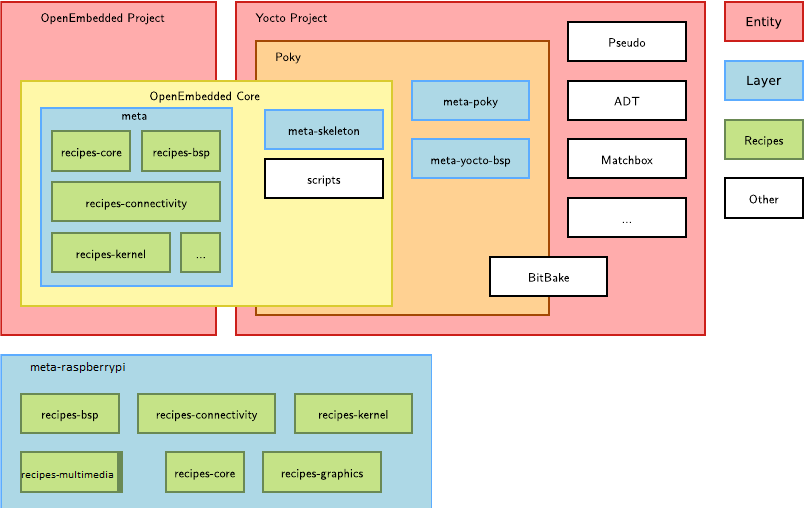 OpenEmbedded Project
Yocto Project
Entity
Pseudo
Poky
Layer
OpenEmbedded Core
meta
meta-poky
ADT
meta-skeleton
Recipes
recipes-core
recipes-bsp
meta-yocto-bsp
Matchbox
scripts
Other
recipes-connectivity
...
recipes-kernel
...
BitBake
meta-raspberrypi
recipes-bsp
recipes-connectivity
recipes-kernel
recipes-multimedia
recipes-core
recipes-graphics